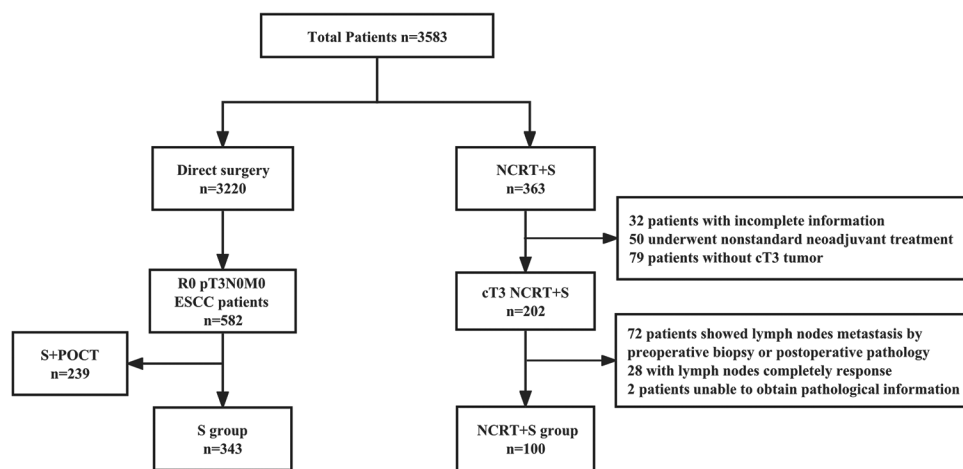 Total Patients n=3583
Direct surgery
n=3220
NCRT+S
n=363
32 patients with incomplete information
50 underwent nonstandard neoadjuvant treatment
79 patients without cT3 tumor
R0 pT3N0M0
ESCC patients
n=582
cT3 NCRT+S
n=202
S+POCT
n=239
72 patients showed lymph nodes metastasis by
preoperative biopsy or postoperative pathology
28 with lymph nodes completely response
2 patients unable to obtain pathological information
S group
n=343
NCRT+S group
n=100